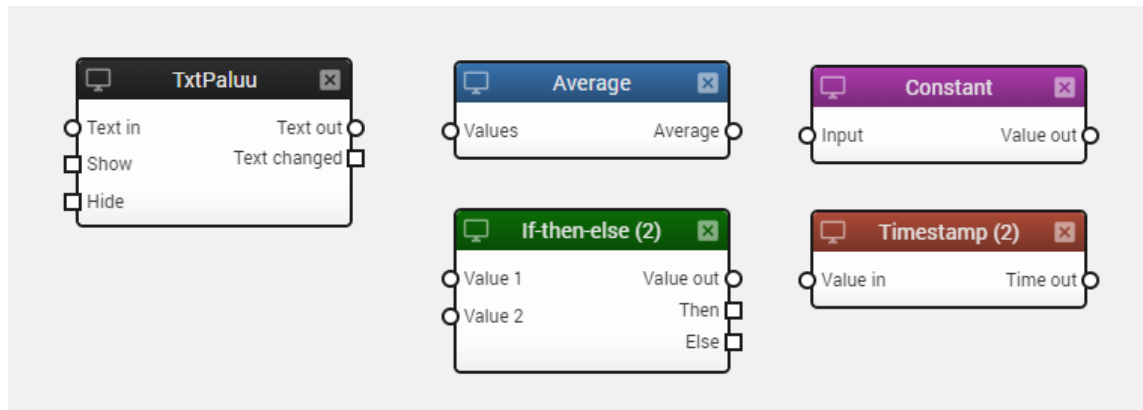 TxtPaluu
Text in
Text out
Show
Text changed
Hide
Average
Values
Average
Constant
Input
Value out
If-then-else (2)
Value 1
Value out
Value 2
Then
Else
Timestamp (2)
Value in
Time out